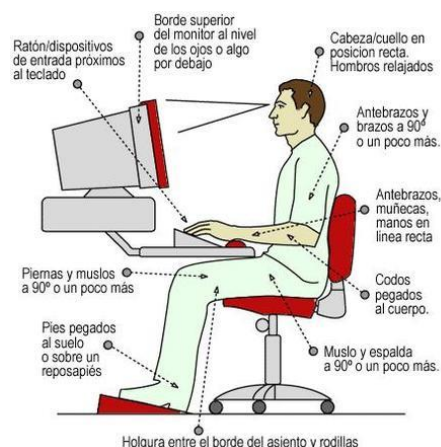 Borde superior
del monitor al nivel
de los ojos o algo
por debajo
Ratón/dispositivos
de entrada próximos
al teclado
Cabeza/cuello en
posicion recta.
Hombros relajados
Antebrazos y
brazos a 90º
o un poco más.
Antebrazos,
muñecas,
manos en
linea recta
Codos
pegados
al cuerpo.
Muslo y espalda
a 90º o un poco más.
Piernas y muslos
a 90º o un poco más
Pies pegados
al suelo
o sobre un
reposapiés
Holgura entre el borde del asiento y rodillas